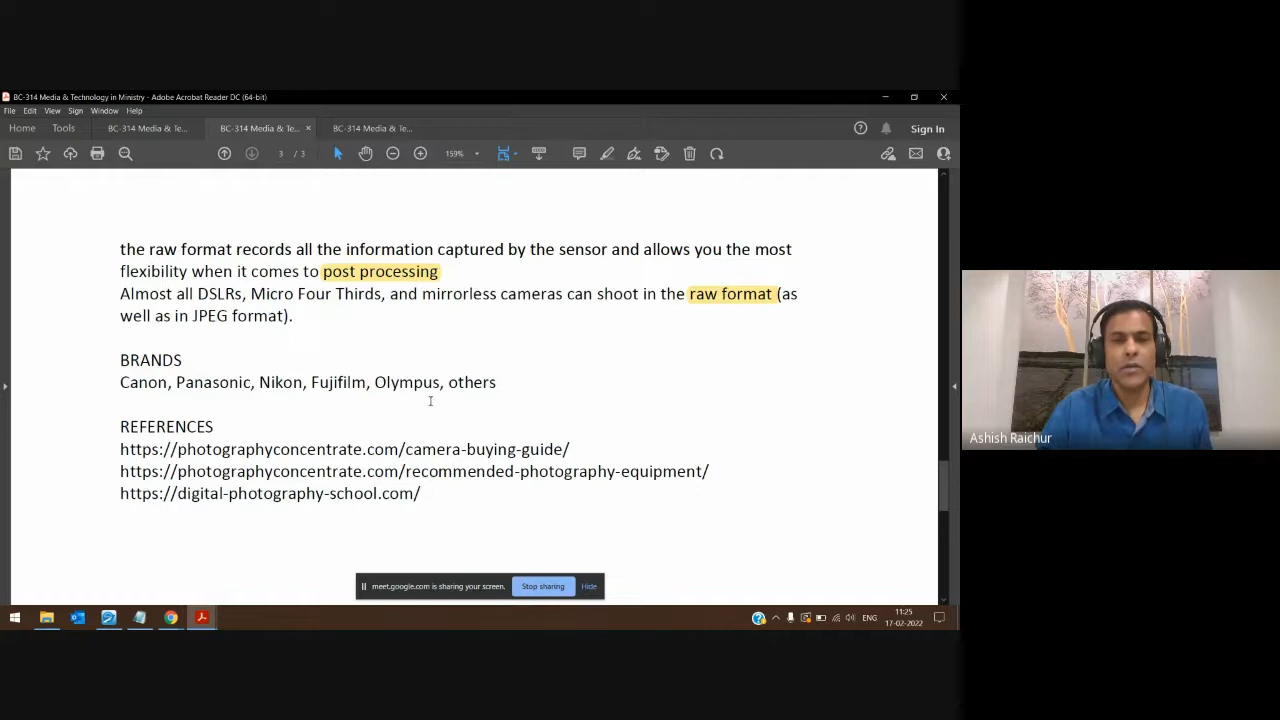 BC-314 Media & Technology in Ministry - Adobe Acrobat Reader DC (64-bit)
File Edit View Sign Window Help
Home Tools BC-314 Media & Te... BC-314 Media & Te... × BC-314 Media & Te... Sign In
3 / 3 159%
the raw format records all the information captured by the sensor and allows you the most
flexibility when it comes to post processing
Almost all DSLRs, Micro Four Thirds, and mirrorless cameras can shoot in the raw format (as
well as in JPEG format).
BRANDS
Canon, Panasonic, Nikon, Fujifilm, Olympus, others
REFERENCES
https://photographyconcentrate.com/camera-buying-guide/
https://photographyconcentrate.com/recommended-photography-equipment/
https://digital-photography-school.com/
meet.google.com is sharing your screen. Stop sharing Hide
ENG 11:25
17-02-2022
Ashish Raichur